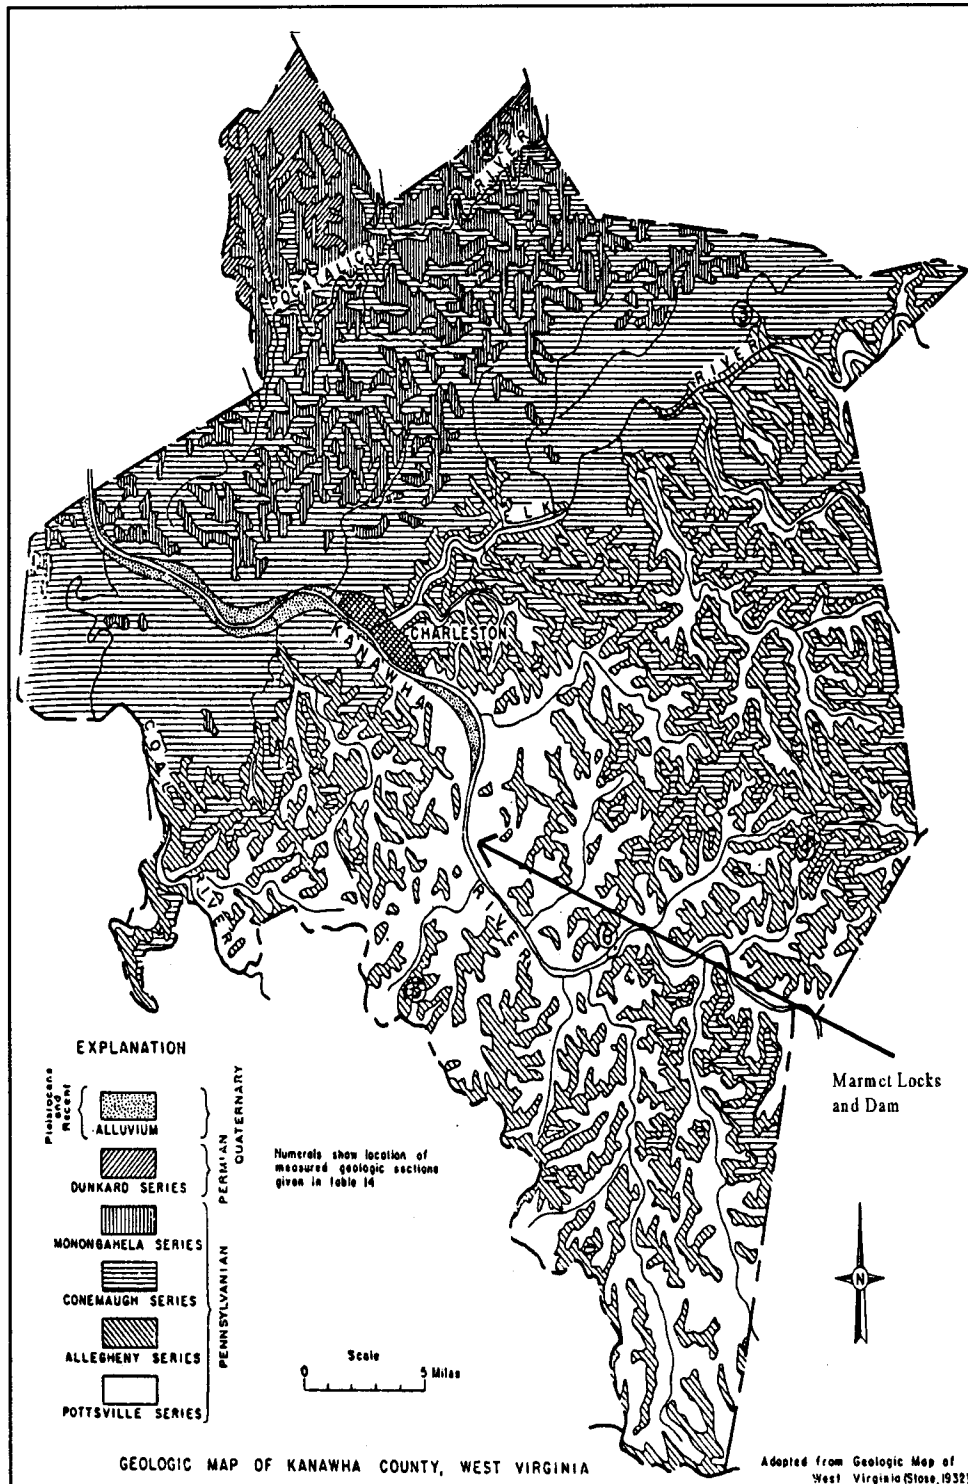 POCATALICO
RIVER
RIVER
ELK
CHARLESTON
KANAWHA
RIVER
COAL
RIVER
Marmet Locks
and Dam
EXPLANATION
Pleistocene
and
Recent
ALLUVIUM
QUATERNARY
DUNKARD SERIES
PERMIAN
MONONGAHELA SERIES
CONEMAUGH SERIES
ALLEGHENY SERIES
POTTSVILLE SERIES
PENNSYLVANIAN
Numerals show location of
measured geologic sections
given in table 14
Scale
0 5 Miles
N
GEOLOGIC MAP OF KANAWHA COUNTY, WEST VIRGINIA
Adapted from Geologic Map of
West Virginia (Stose, 1932)